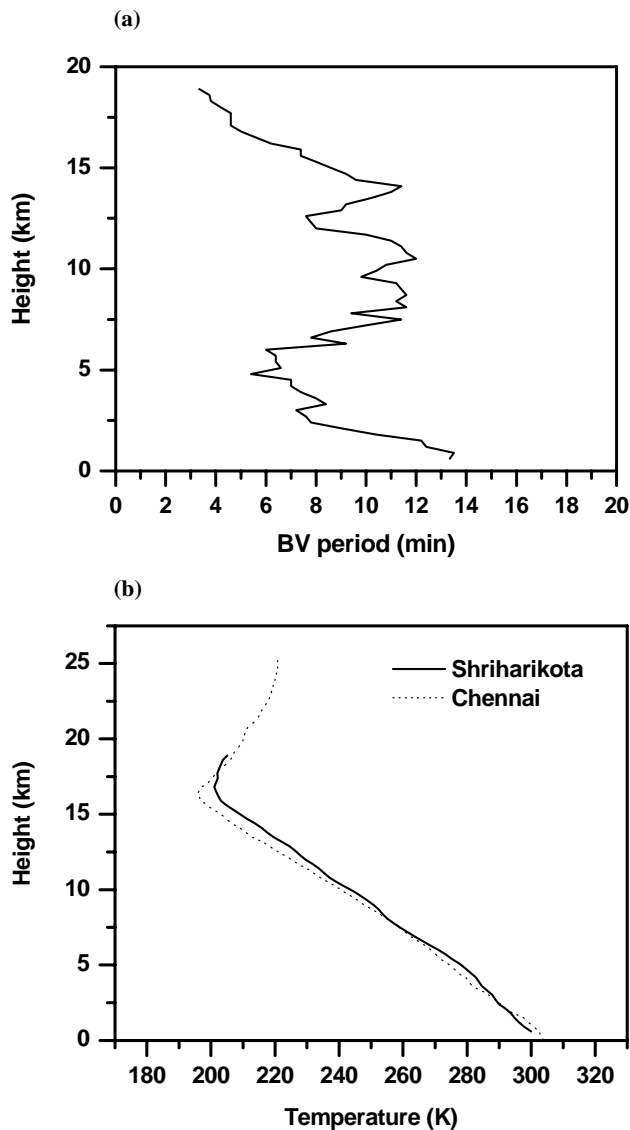 (a)
20
15
10
5
0
Height (km)
0 2 4 6 8 10 12 14 16 18 20
BV period (min)
(b)
25
20
15
10
5
0
Height (km)
Shriharikota
Chennai
180 200 220 240 260 280 300 320
Temperature (K)